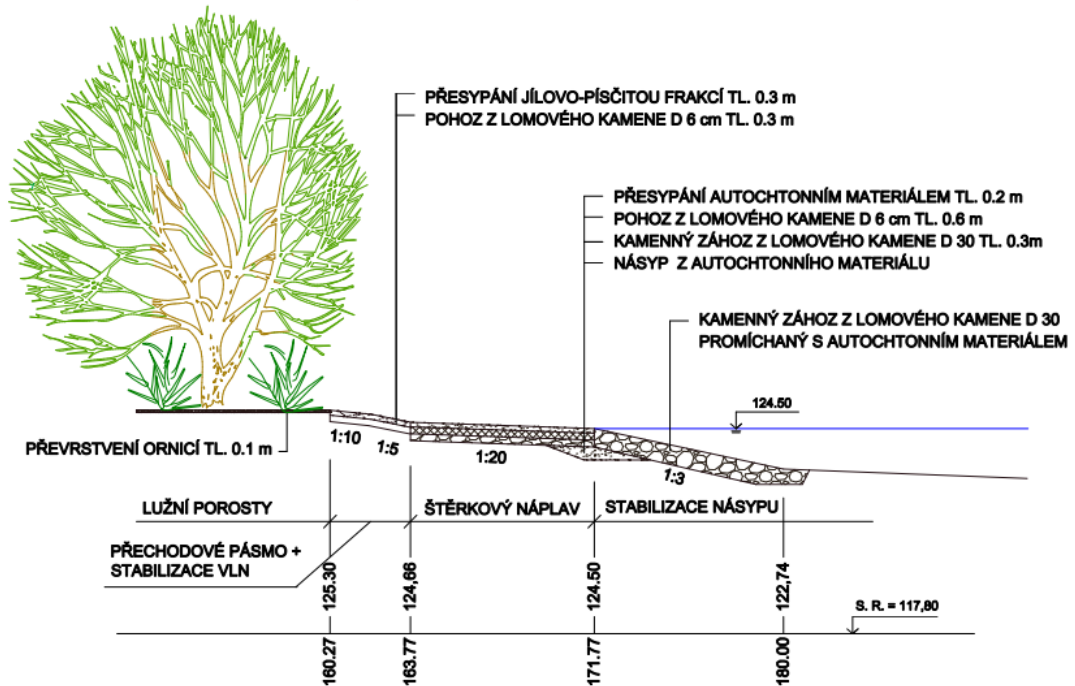 PŘESYPÁNÍ JÍLOVO-PÍSČITOU FRAKCÍ TL. 0.3 m
POHOZ Z LOMOVÉHO KAMENE D 6 cm TL. 0.3 m
PŘESYPÁNÍ AUTOCHTONNÍM MATERIÁLEM TL. 0.2 m
POHOZ Z LOMOVÉHO KAMENE D 6 cm TL. 0.6 m
KAMENNÝ ZÁHOZ Z LOMOVÉHO KAMENE D 30 TL. 0.3m
NÁSYP Z AUTOCHTONNÍHO MATERIÁLU
KAMENNÝ ZÁHOZ Z LOMOVÉHO KAMENE D 30
PROMÍCHANÝ S AUTOCHTONNÍM MATERIÁLEM
124.50
PŘEVRSTVENÍ ORNICÍ TL. 0.1 m
1:10
1:5
1:20
1:3
LUŽNÍ POROSTY
ŠTĚRKOVÝ NÁPLAV
STABILIZACE NÁSYPU
PŘECHODOVÉ PÁSMO +
STABILIZACE VLN
125.30
124,66
124.50
122,74
S. R. = 117,80
160.27
163.77
171.77
180.00